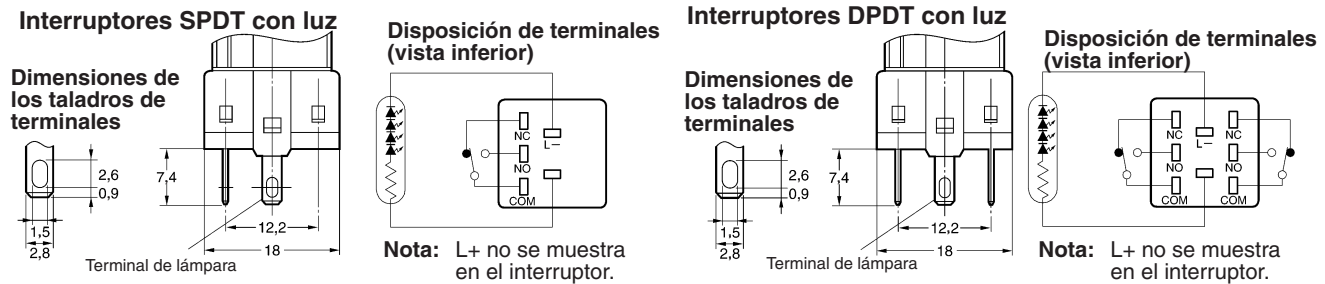 Interruptores SPDT con luz
Disposición de terminales
(vista inferior)
Dimensiones de
los taladros de
terminales
NC
L−
NO
COM
2,6
0,9
7,4
1,5
2,8
12,2
18
Terminal de lámpara
Nota: L+ no se muestra
en el interruptor.
Interruptores DPDT con luz
Disposición de terminales
(vista inferior)
Dimensiones de
los taladros de
terminales
NC
NC
L−
NO
NO
COM
COM
2,6
0,9
7,4
1,5
2,8
12,2
18
Terminal de lámpara
Nota: L+ no se muestra
en el interruptor.